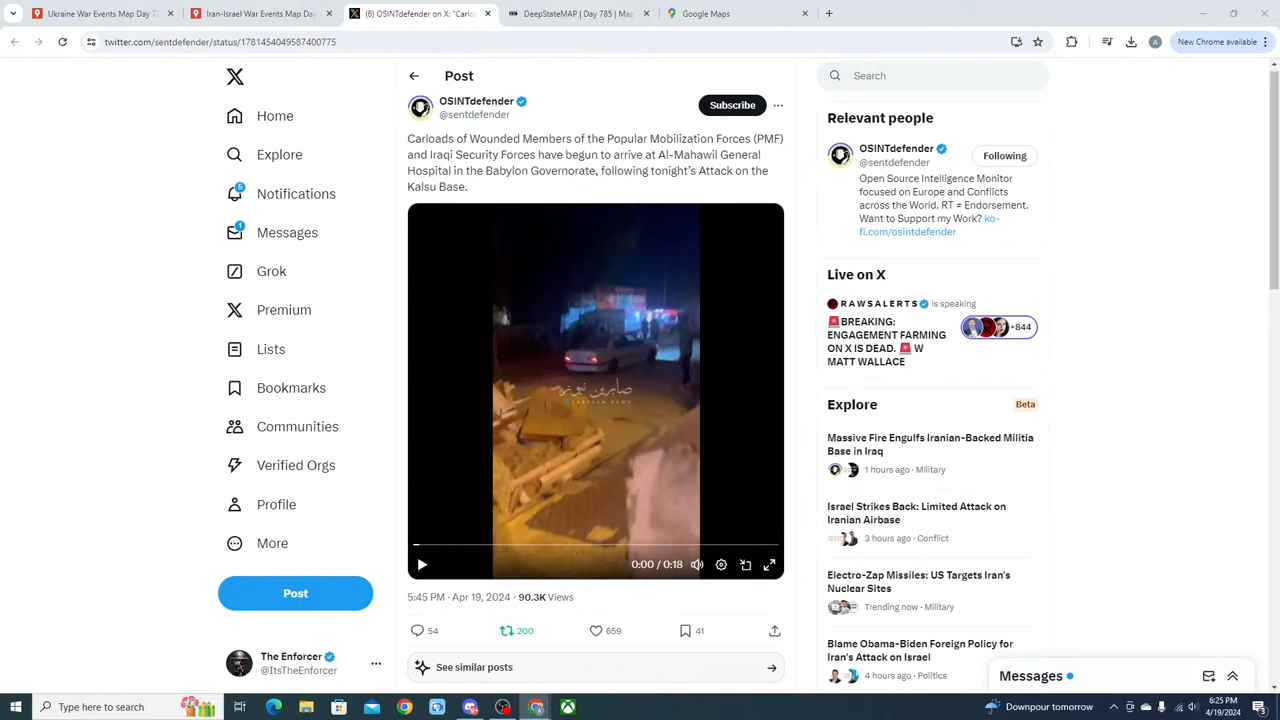 Ukraine War Events Map Day 7
Iran-Israel War Events Map Day
(6) OSINTdefender on X: "Carlo
DeepStateMAP | Day 785 | Map
Google Maps
twitter.com/sentdefender/status/1781454049587400775
New Chrome available
Home
Explore
5
Notifications
1
Messages
Grok
Premium
Lists
Bookmarks
Communities
Verified Orgs
Profile
More
Post
The Enforcer
@ItsTheEnforcer
Post
OSINTdefender
@sentdefender
Subscribe
Carloads of Wounded Members of the Popular Mobilization Forces (PMF)
and Iraqi Security Forces have begun to arrive at Al-Mahawil General
Hospital in the Babylon Governorate, following tonight's Attack on the
Kalsu Base.
صابرين نيوز
0:00 / 0:18
5:45 PM · Apr 19, 2024 · 90.3K Views
54
200
659
41
See similar posts
Search
Relevant people
OSINTdefender
@sentdefender
Following
Open Source Intelligence Monitor
focused on Europe and Conflicts
across the World. RT ≠ Endorsement.
Want to Support my Work? ko-
fi.com/osintdefender
Live on X
R A W S A L E R T S is speaking
🚨BREAKING:
ENGAGEMENT FARMING
ON X IS DEAD. 🚨 W
MATT WALLACE
+844
Explore
Beta
Massive Fire Engulfs Iranian-Backed Militia
Base in Iraq
1 hours ago · Military
Israel Strikes Back: Limited Attack on
Iranian Airbase
3 hours ago · Conflict
Electro-Zap Missiles: US Targets Iran's
Nuclear Sites
Trending now · Military
Blame Obama-Biden Foreign Policy for
Iran's Attack on Israel
4 hours ago · Politics
Messages
Type here to search
Downpour tomorrow
6:25 PM
4/19/2024